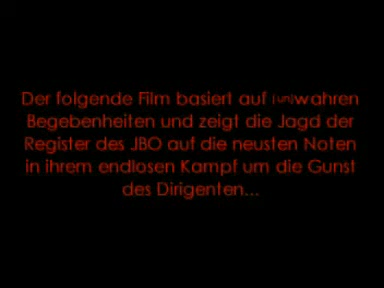 Der folgende Film basiert auf (un)wahren
Begebenheiten und zeigt die Jagd der
Register des JBO auf die neusten Noten
in ihrem endlosen Kampf um die Gunst
des Dirigenten...